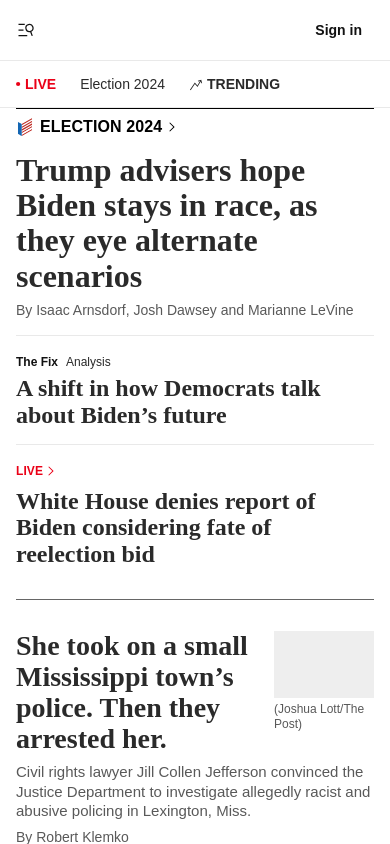 Sign in
LIVE
Election 2024
TRENDING
ELECTION 2024
Trump advisers hope
Biden stays in race, as
they eye alternate
scenarios
By Isaac Arnsdorf, Josh Dawsey and Marianne LeVine
The Fix Analysis
A shift in how Democrats talk
about Biden’s future
LIVE
White House denies report of
Biden considering fate of
reelection bid
She took on a small
Mississippi town’s
police. Then they
arrested her.
(Joshua Lott/The
Post)
Civil rights lawyer Jill Collen Jefferson convinced the
Justice Department to investigate allegedly racist and
abusive policing in Lexington, Miss.
By Robert Klemko